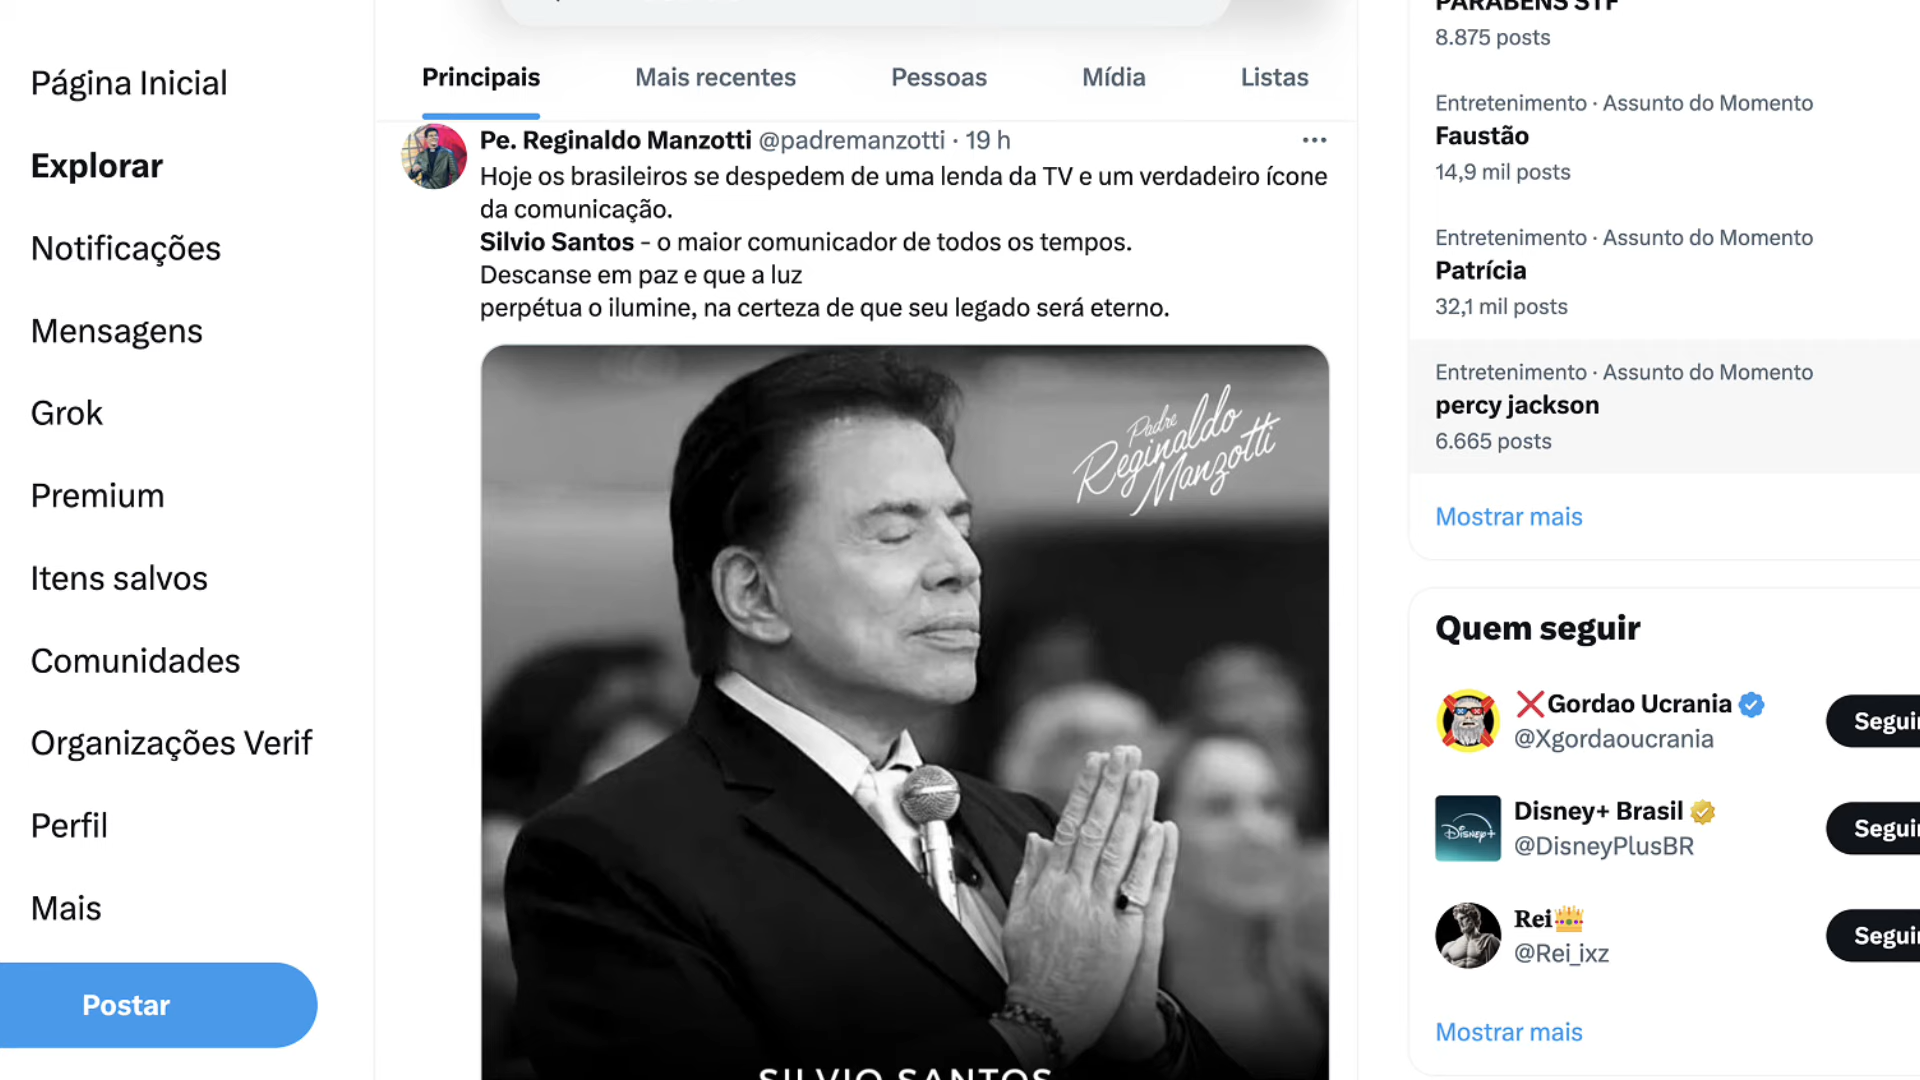 Página Inicial
Explorar
Notificações
Mensagens
Grok
Premium
Itens salvos
Comunidades
Organizações Verif
Perfil
Mais
Postar
Principais
Mais recentes
Pessoas
Mídia
Listas
Pe. Reginaldo Manzotti @padremanzotti · 19 h
Hoje os brasileiros se despedem de uma lenda da TV e um verdadeiro ícone
da comunicação.
Silvio Santos - o maior comunicador de todos os tempos.
Descanse em paz e que a luz
perpétua o ilumine, na certeza de que seu legado será eterno.
Padre
Reginaldo
Manzotti
SILVIO SANTOS
PARABENS STF
8.875 posts
Entretenimento · Assunto do Momento
Faustão
14,9 mil posts
Entretenimento · Assunto do Momento
Patrícia
32,1 mil posts
Entretenimento · Assunto do Momento
percy jackson
6.665 posts
Mostrar mais
Quem seguir
❌Gordao Ucrania
@Xgordaoucrania
Seguir
Disney+
Disney+ Brasil
@DisneyPlusBR
Seguir
Rei👑
@Rei_ixz
Seguir
Mostrar mais